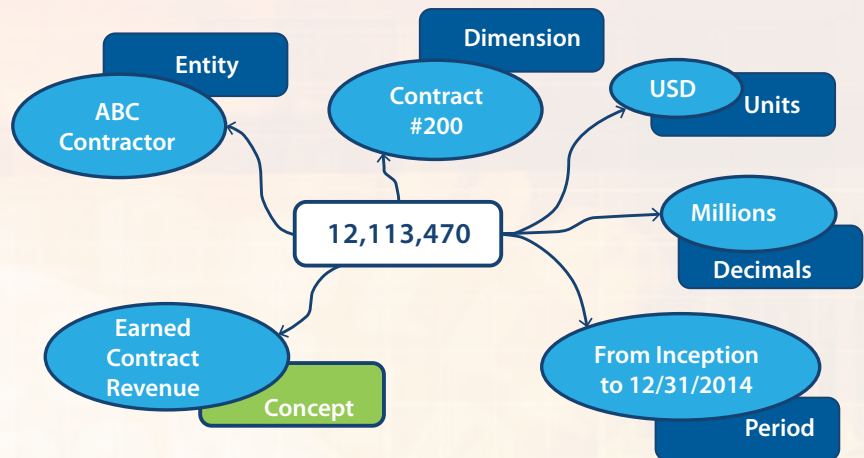 Entity
ABC
Contractor
Dimension
Contract
#200
USD
Units
12,113,470
Millions
Decimals
Earned
Contract
Revenue
Concept
From Inception
to 12/31/2014
Period